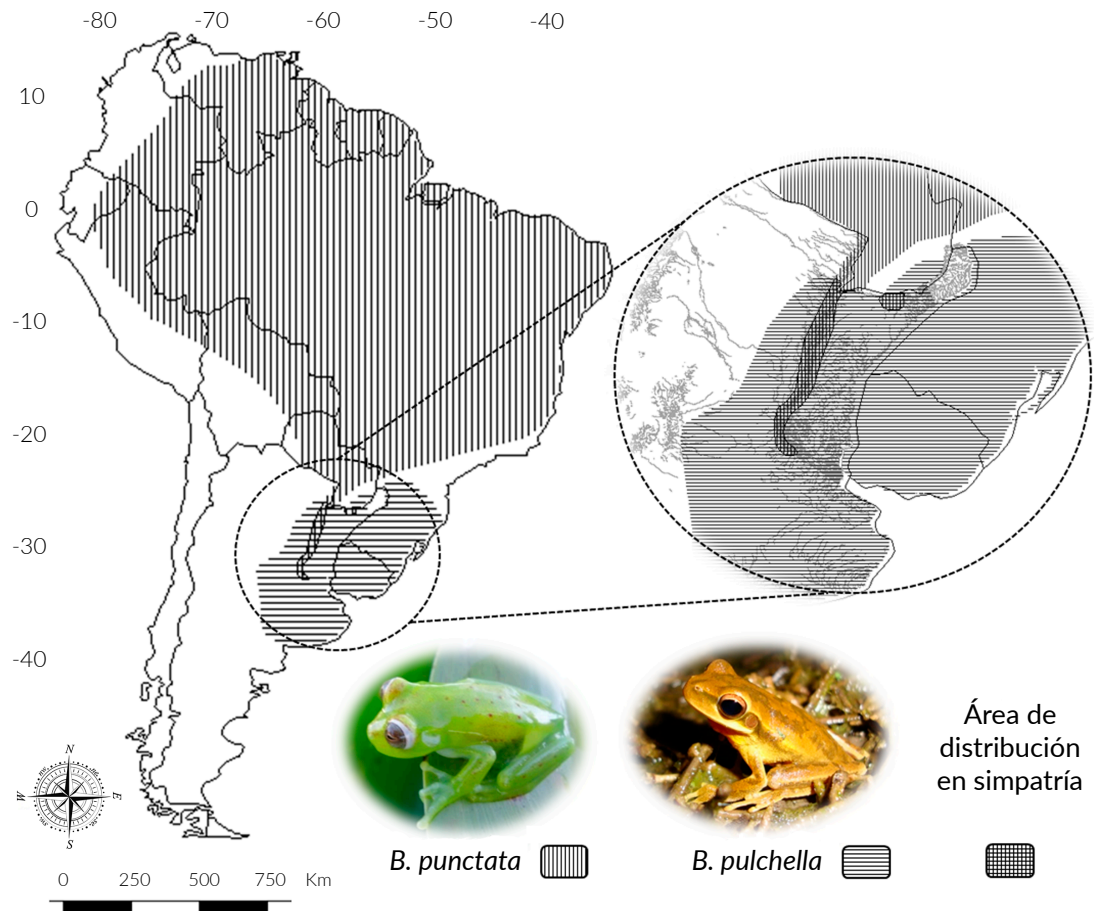 -80 -70 -60 -50 -40
10
0
-10
-20
-30
-40
N
W E
S
Área de
distribución
en simpatría
B. punctata
B. pulchella
0 250 500 750 Km